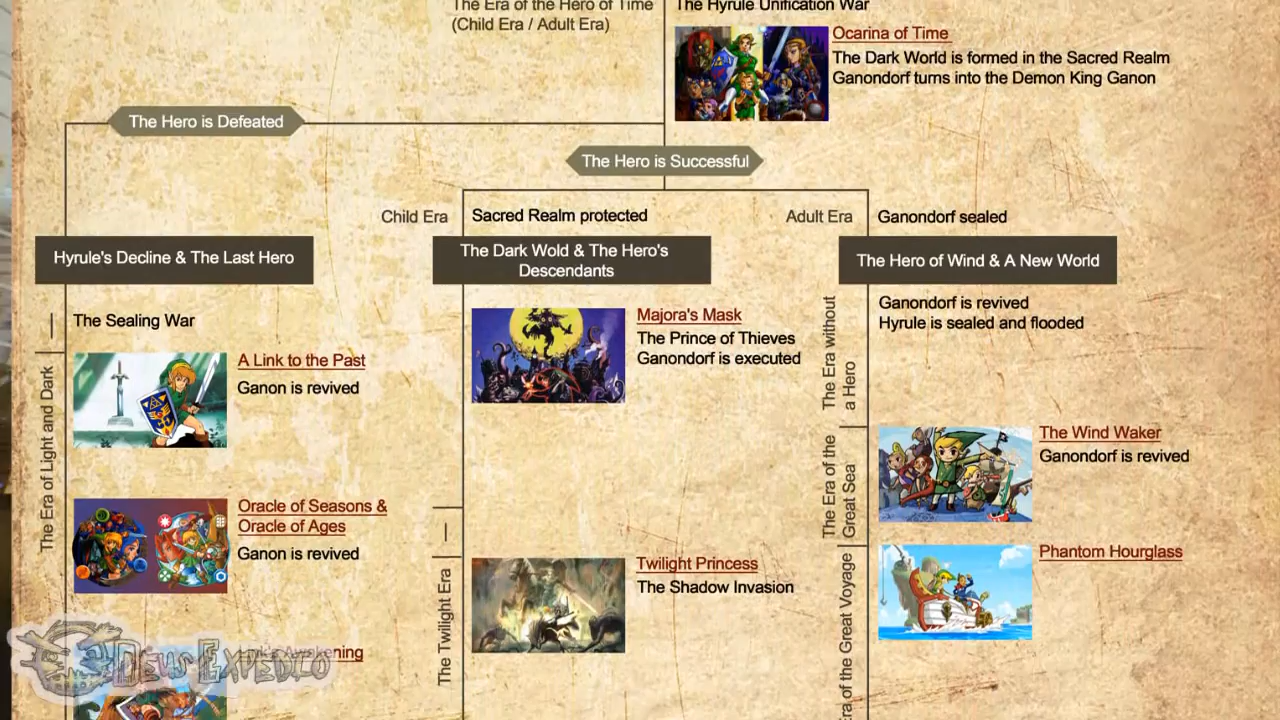 The Era of the Hero of Time
(Child Era / Adult Era)
The Hyrule Unification War
Ocarina of Time
The Dark World is formed in the Sacred Realm
Ganondorf turns into the Demon King Ganon
The Hero is Defeated
The Hero is Successful
Child Era
Sacred Realm protected
Adult Era
Ganondorf sealed
Hyrule's Decline & The Last Hero
The Dark Wold & The Hero's
Descendants
The Hero of Wind & A New World
The Sealing War
The Era of Light and Dark
A Link to the Past
Ganon is revived
Oracle of Seasons &
Oracle of Ages
Ganon is revived
Majora's Mask
The Prince of Thieves
Ganondorf is executed
The Twilight Era
Twilight Princess
The Shadow Invasion
Ganondorf is revived
Hyrule is sealed and flooded
The Era without
a Hero
The Era of the
Great Sea
The Wind Waker
Ganondorf is revived
Era of the Great Voyage
Phantom Hourglass
Deus Expedico